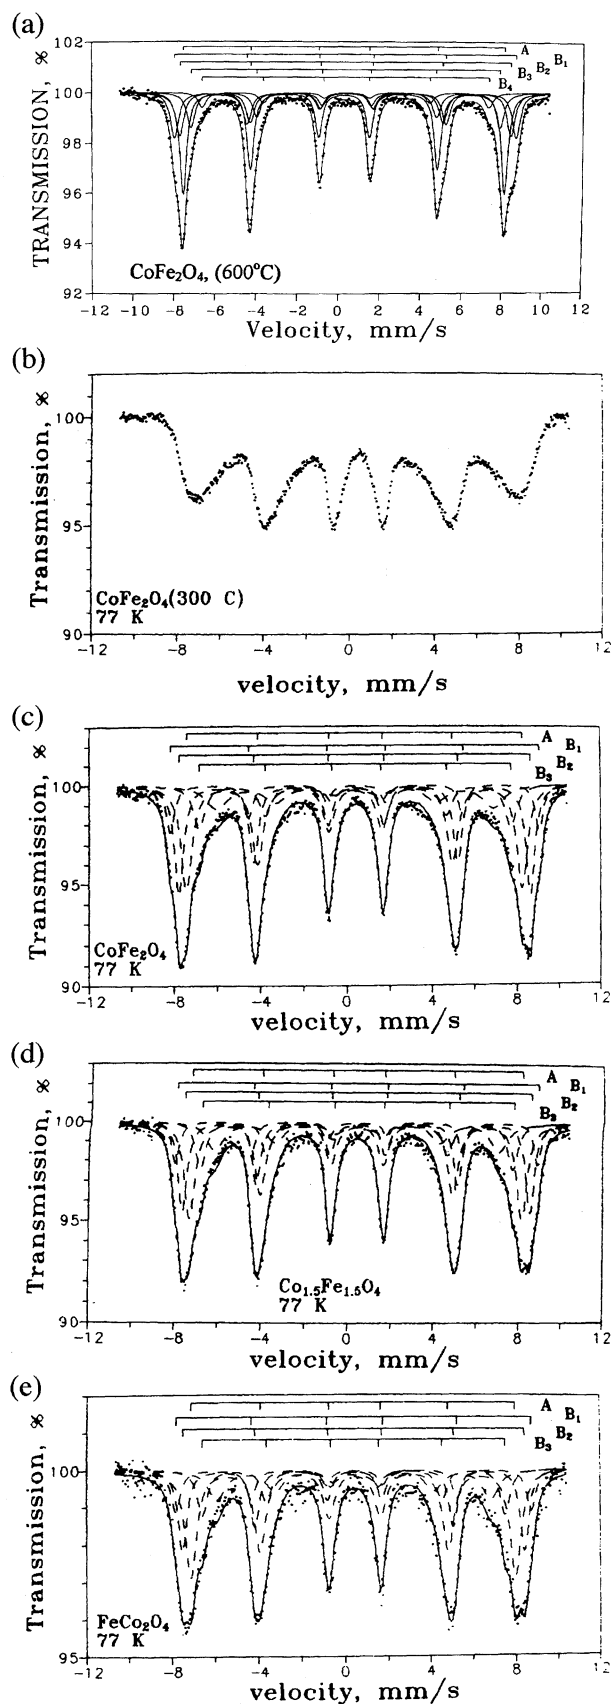 (a)
TRANSMISSION, %
102
100
98
96
94
92
A
B₁
B₂
B₃
B₄
CoFe₂O₄, (600°C)
-12 -10 -8 -6 -4 -2 0 2 4 6 8 10 12
Velocity, mm/s
(b)
Transmission, %
100
95
90
CoFe₂O₄(300 C)
77 K
-12 -8 -4 0 4 8 12
velocity, mm/s
(c)
Transmission, %
100
95
90
A
B₁
B₂
B₃
CoFe₂O₄
77 K
-12 -8 -4 0 4 8 12
velocity, mm/s
(d)
Transmission, %
100
95
90
A
B₁
B₂
B₃
Co₁.₅Fe₁.₅O₄
77 K
-12 -8 -4 0 4 8 12
velocity, mm/s
(e)
Transmission, %
100
95
A
B₁
B₂
B₃
FeCo₂O₄
77 K
-12 -8 -4 0 4 8 12
velocity, mm/s